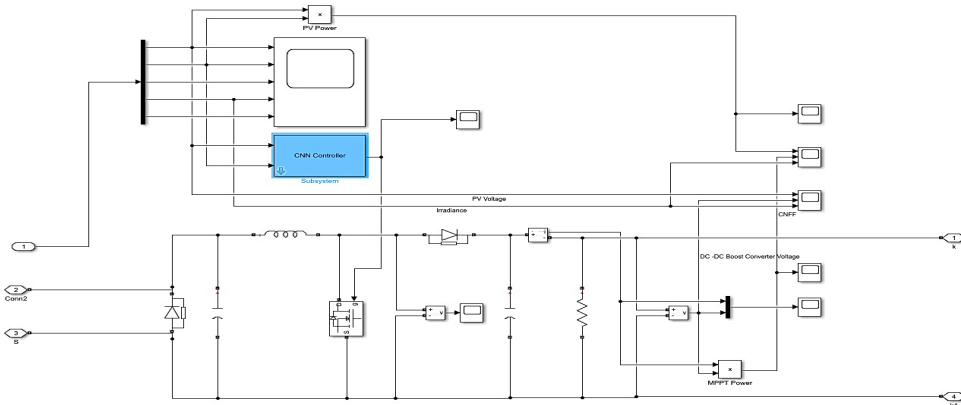 ×
PV Power
CNN Controller
Subsystem
PV Voltage
Irradiance
CNFF
1
1
k
DC -DC Boost Converter Voltage
2
Conn2
3
S
g
D
S
+
-
v
+
-
v
×
MPPT Power
4